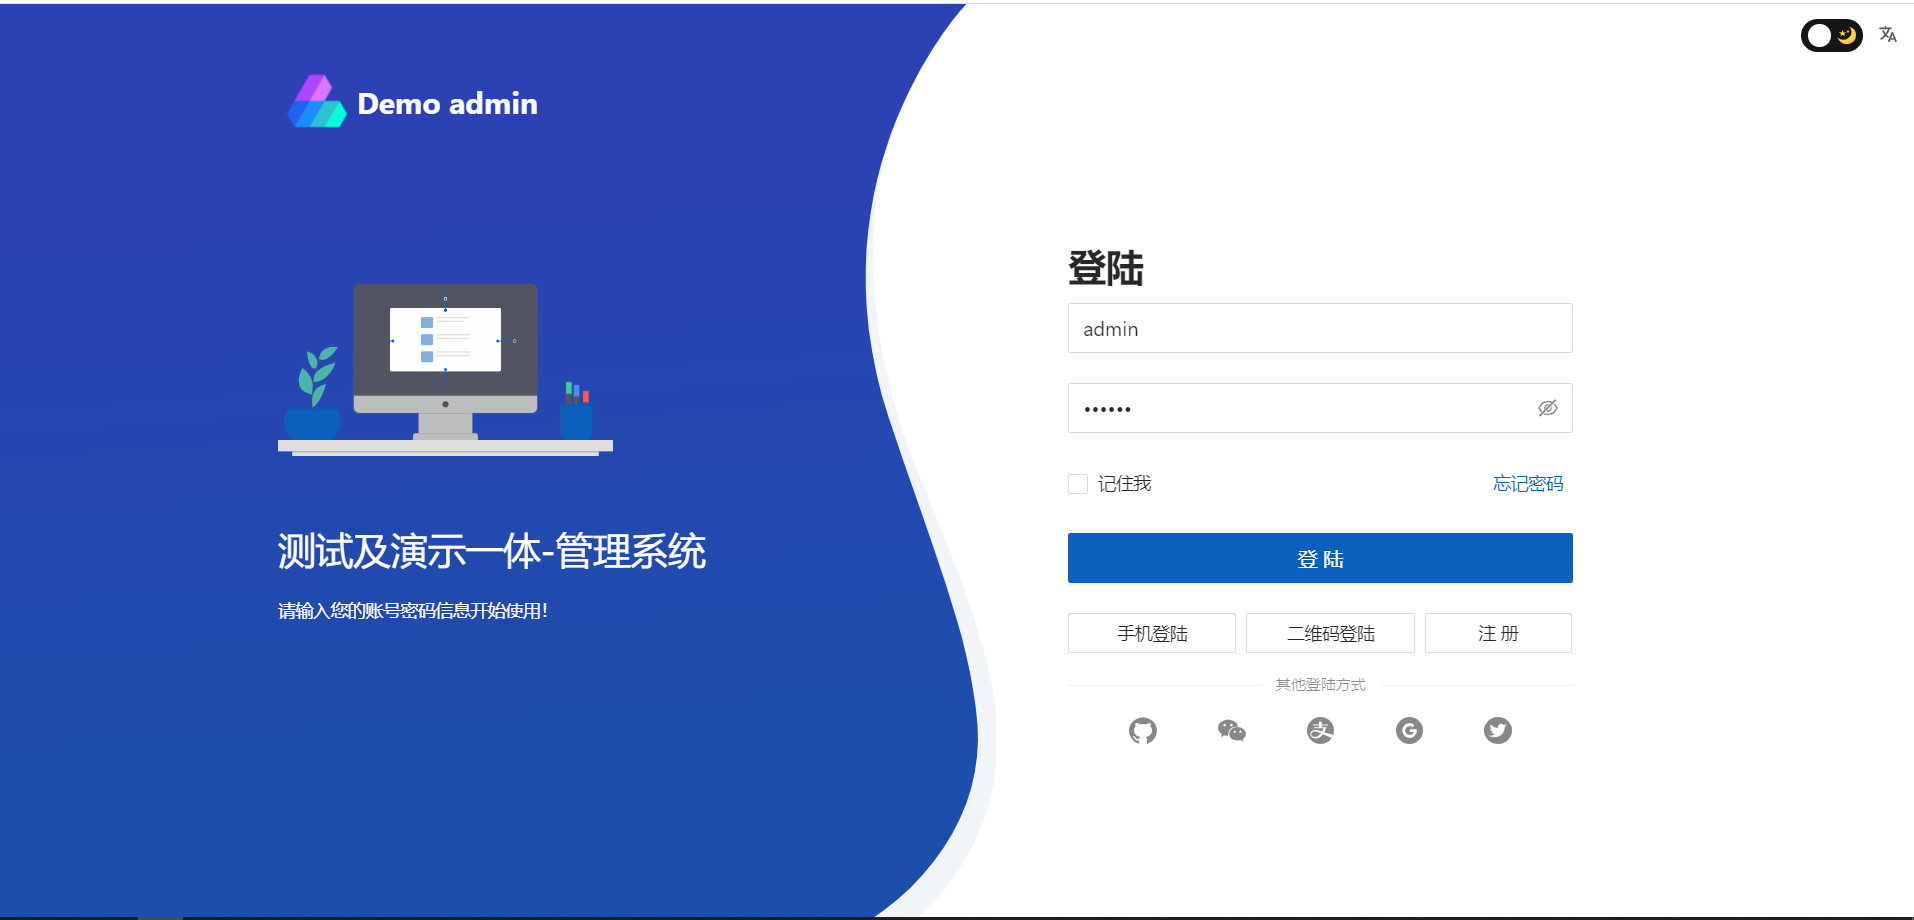 Demo admin
测试及演示一体-管理系统
请输入您的账号密码信息开始使用！
登陆
admin
••••••
记住我
忘记密码
登 陆
手机登陆
二维码登陆
注 册
其他登陆方式